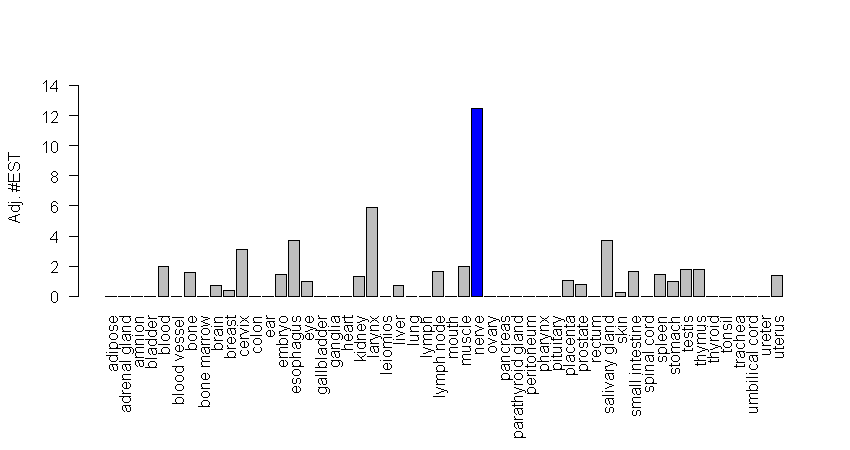 14
12
10
8
6
4
2
0
Adj. #EST
adipose
adrenal gland
amnion
bladder
blood
blood vessel
bone
bone marrow
brain
breast
cervix
colon
ear
embryo
esophagus
eye
gallbladder
ganglia
heart
kidney
larynx
leiomios
liver
lung
lymph
lymph node
mouth
muscle
nerve
ovary
pancreas
parathyroid gland
peritoneum
pharynx
pituitary
placenta
prostate
rectum
salivary gland
skin
small intestine
spinal cord
spleen
stomach
testis
thymus
thyroid
tonsil
trachea
umbilical cord
ureter
uterus